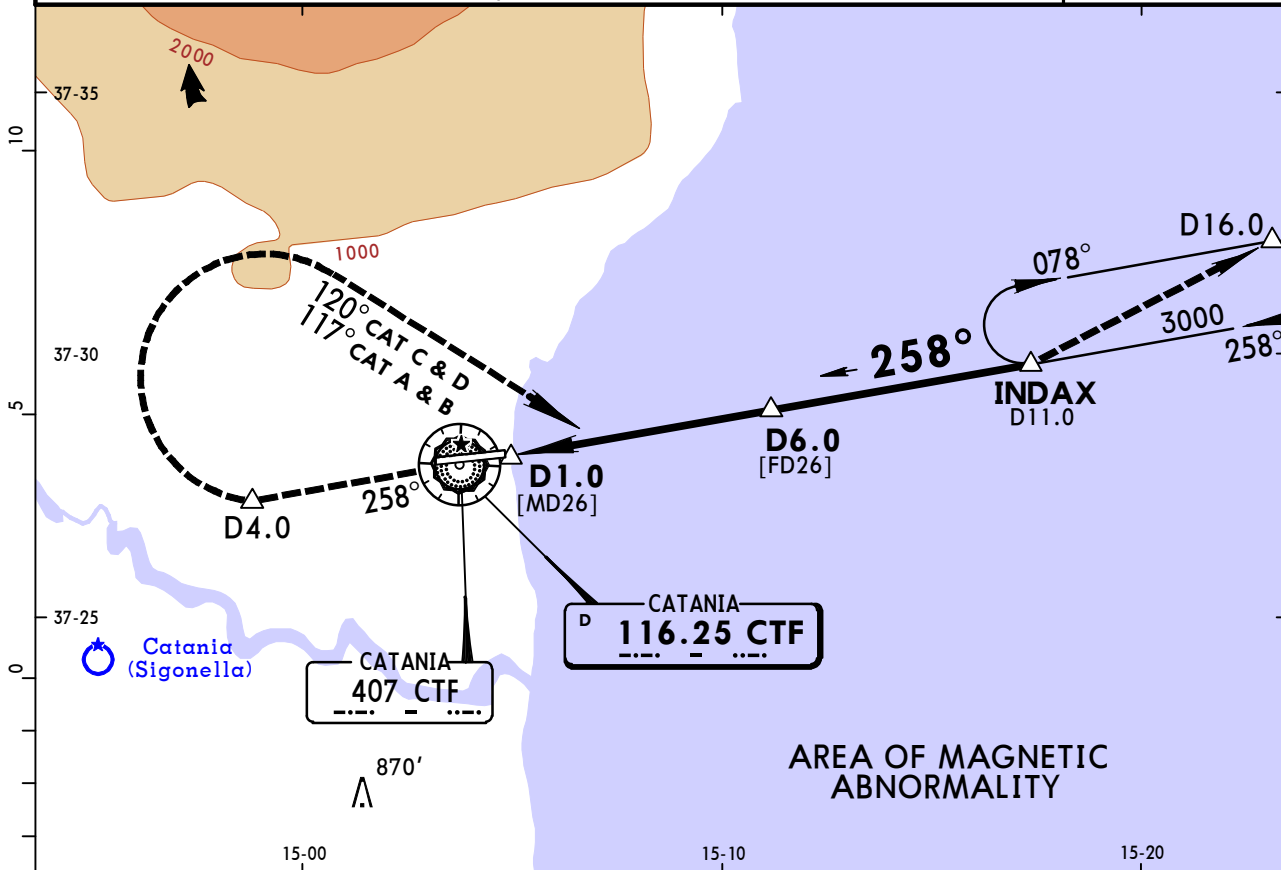 2000
37-35
10
D16.0
078°
1000
120° CAT C & D
117° CAT A & B
3000
258°
258°
37-30
INDAX
D11.0
5
D6.0
[FD26]
D1.0
[MD26]
258°
D4.0
37-25
CATANIA
D 116.25 CTF
Catania
(Sigonella)
0
CATANIA
407 CTF
870'
AREA OF MAGNETIC
ABNORMALITY
15-00
15-10
15-20